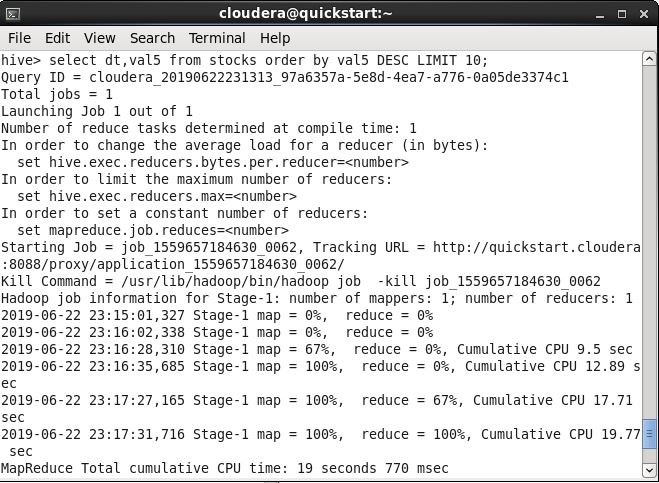 cloudera@quickstart:~
File Edit View Search Terminal Help
hive> select dt,val5 from stocks order by val5 DESC LIMIT 10;
Query ID = cloudera_20190622231313_97a6357a-5e8d-4ea7-a776-0a05de3374c1
Total jobs = 1
Launching Job 1 out of 1
Number of reduce tasks determined at compile time: 1
In order to change the average load for a reducer (in bytes):
  set hive.exec.reducers.bytes.per.reducer=<number>
In order to limit the maximum number of reducers:
  set hive.exec.reducers.max=<number>
In order to set a constant number of reducers:
  set mapreduce.job.reduces=<number>
Starting Job = job_1559657184630_0062, Tracking URL = http://quickstart.cloudera
:8088/proxy/application_1559657184630_0062/
Kill Command = /usr/lib/hadoop/bin/hadoop job  -kill job_1559657184630_0062
Hadoop job information for Stage-1: number of mappers: 1; number of reducers: 1
2019-06-22 23:15:01,327 Stage-1 map = 0%,  reduce = 0%
2019-06-22 23:16:02,338 Stage-1 map = 0%,  reduce = 0%
2019-06-22 23:16:28,310 Stage-1 map = 67%,  reduce = 0%, Cumulative CPU 9.5 sec
2019-06-22 23:16:35,685 Stage-1 map = 100%,  reduce = 0%, Cumulative CPU 12.89 s
ec
2019-06-22 23:17:27,165 Stage-1 map = 100%,  reduce = 67%, Cumulative CPU 17.71
sec
2019-06-22 23:17:31,716 Stage-1 map = 100%,  reduce = 100%, Cumulative CPU 19.77
 sec
MapReduce Total cumulative CPU time: 19 seconds 770 msec